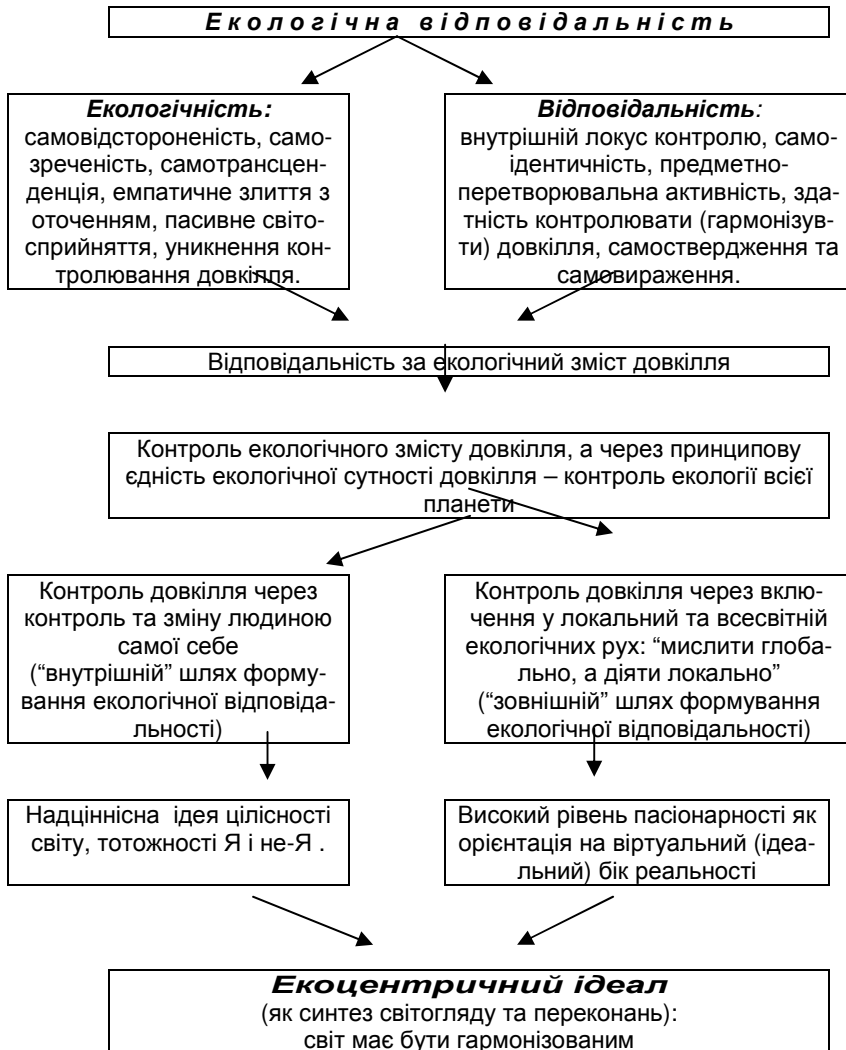 Екологічна відповідальність
Екологічність:
самовідстороненість, само-
зреченість, самотрансцен-
денція, емпатичне злиття з
оточенням, пасивне світо-
сприйняття, уникнення кон-
тролювання довкілля.
Відповідальність:
внутрішній локус контролю, само-
ідентичність, предметно-
перетворювальна активність, зда-
тність контролювати (гармонізув-
ти) довкілля, самоствердження та
самовираження.
Відповідальність за екологічний зміст довкілля
Контроль екологічного змісту довкілля, а через принципову
єдність екологічної сутності довкілля – контроль екології всієї
планети
Контроль довкілля через
контроль та зміну людиною
самої себе
(“внутрішній” шлях форму-
вання екологічної відповіда-
льності)
Контроль довкілля через вклю-
чення у локальний та всесвітній
екологічних рух: “мислити глоба-
льно, а діяти локально”
(“зовнішній” шлях формування
екологічної відповідальності)
Надціннісна ідея цілісності
світу, тотожності Я і не-Я .
Високий рівень пасіонарності як
орієнтація на віртуальний (ідеа-
льний) бік реальності
Екоцентричний ідеал
(як синтез світогляду та переконань):
світ має бути гармонізованим